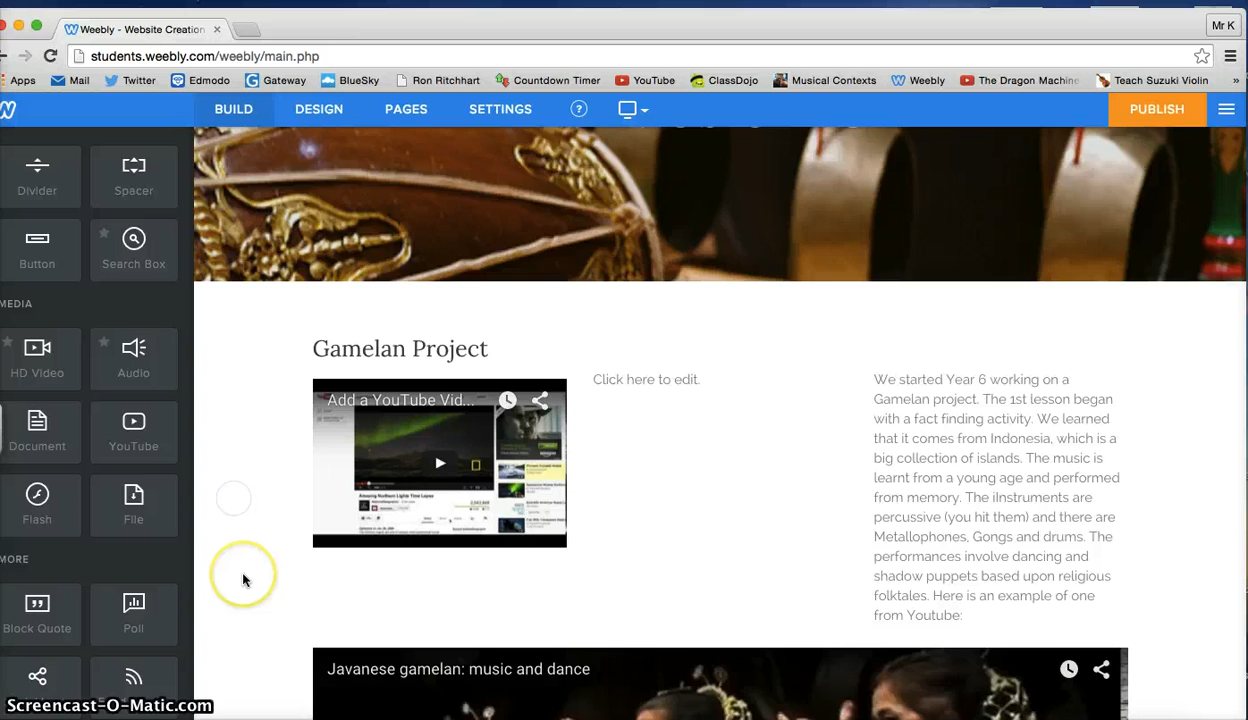 Weebly - Website Creation
Mr K
students.weebly.com/weebly/main.php
Apps Mail Twitter Edmodo Gateway BlueSky Ron Ritchhart Countdown Timer YouTube ClassDojo Musical Contexts Weebly The Dragon Machine Teach Suzuki Violin »
BUILD DESIGN PAGES SETTINGS ? PUBLISH
Divider Spacer
Button Search Box
MEDIA
HD Video Audio
Document YouTube
Flash File
MORE
Block Quote Poll
Gamelan Project
Add a YouTube Vid...
Click here to edit.
We started Year 6 working on a
Gamelan project. The 1st lesson began
with a fact finding activity. We learned
that it comes from Indonesia, which is a
big collection of islands. The music is
learnt from a young age and performed
from memory. The iInstruments are
percussive (you hit them) and there are
Metallophones, Gongs and drums. The
performances involve dancing and
shadow puppets based upon religious
folktales. Here is an example of one
from Youtube:
Javanese gamelan: music and dance
Screencast-O-Matic.com